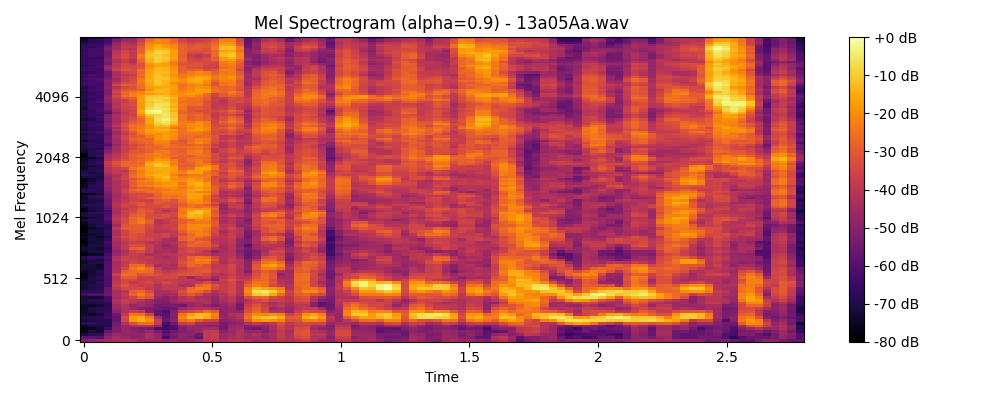 Mel Spectrogram (alpha=0.9) - 13a05Aa.wav
Mel Frequency
4096
2048
1024
512
0
0
0.5
1
1.5
2
2.5
Time
+0 dB
-10 dB
-20 dB
-30 dB
-40 dB
-50 dB
-60 dB
-70 dB
-80 dB